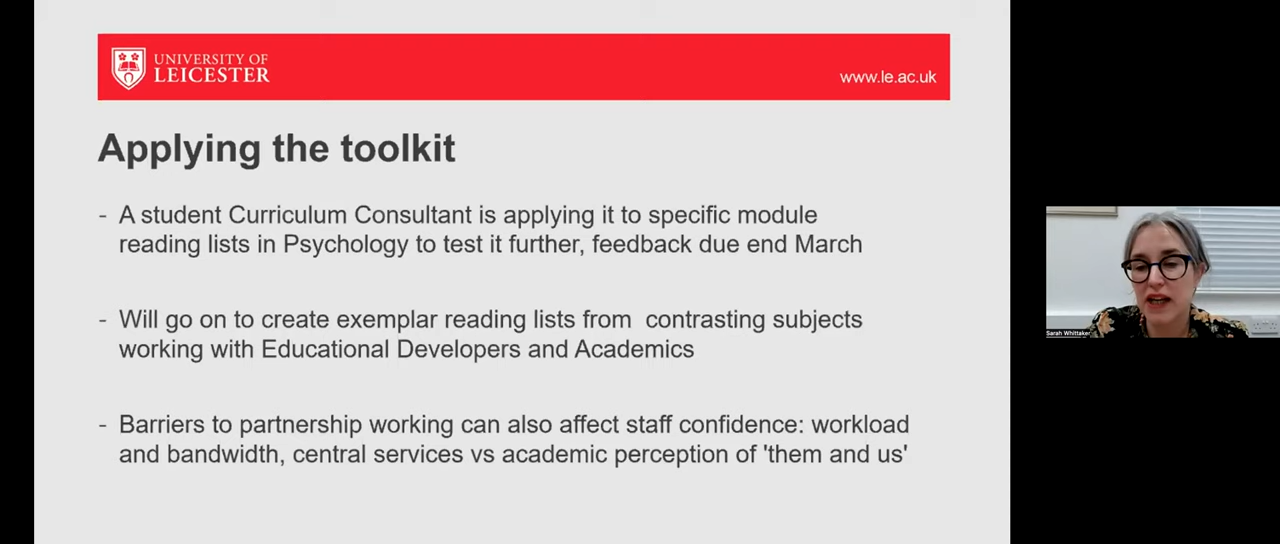 UNIVERSITY OF
LEICESTER
www.le.ac.uk
Applying the toolkit
- A student Curriculum Consultant is applying it to specific module
reading lists in Psychology to test it further, feedback due end March
- Will go on to create exemplar reading lists from  contrasting subjects
working with Educational Developers and Academics
- Barriers to partnership working can also affect staff confidence: workload
and bandwidth, central services vs academic perception of 'them and us'
Sarah Whittaker